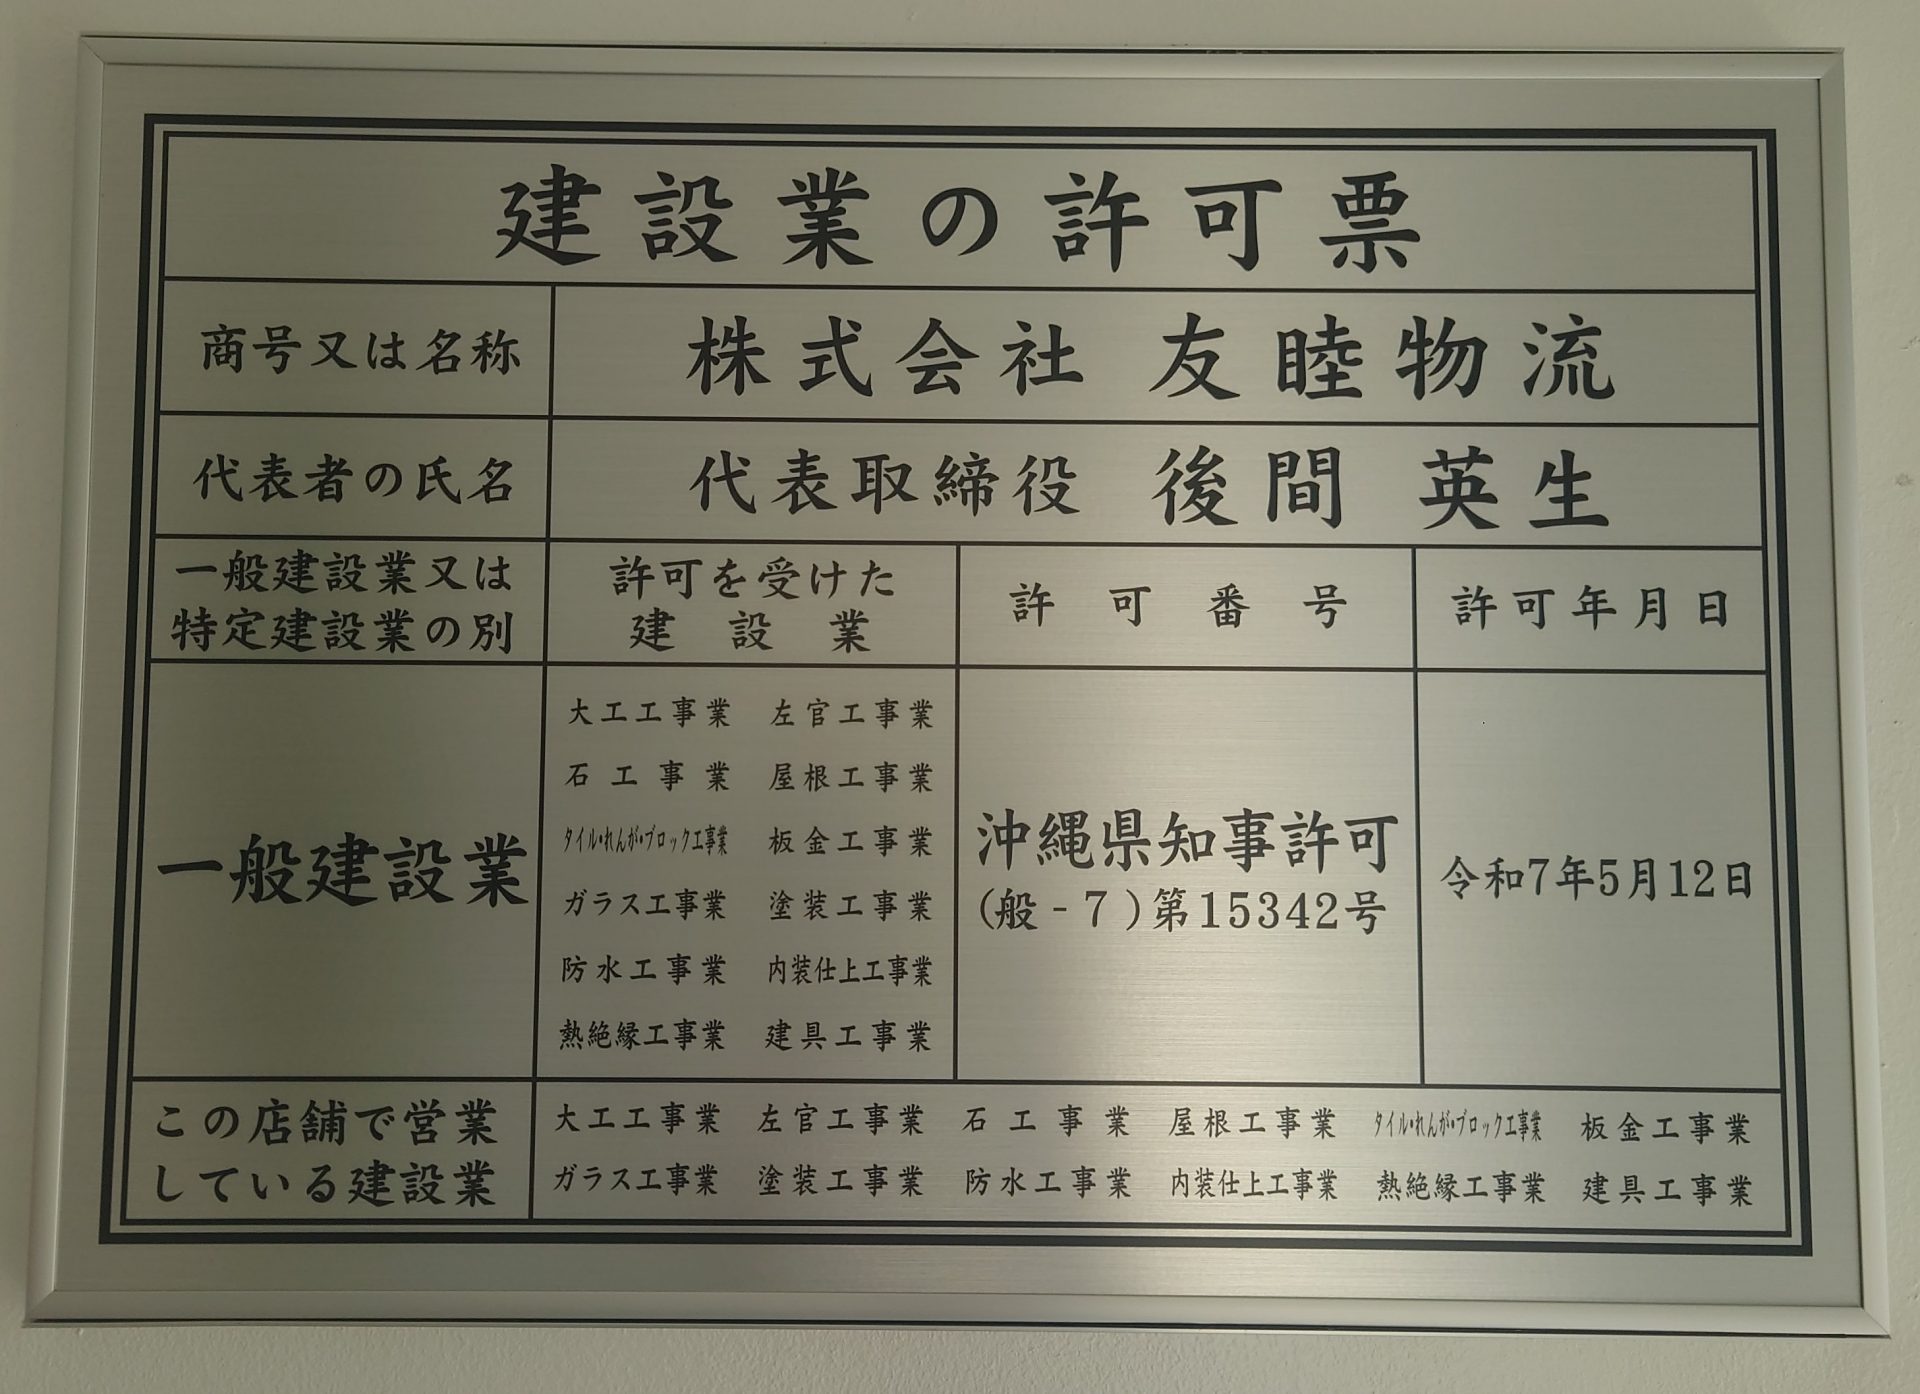 建設業の許可票
商号又は名称
株式会社 友睦物流
代表者の氏名
代表取締役 後間 英生
一般建設業又は
特定建設業の別
許可を受けた
建設業
許可番号
許可年月日
一般建設業
大工工事業 左官工事業
石工事業 屋根工事業
タイル・れんが・ブロック工事業 板金工事業
ガラス工事業 塗装工事業
防水工事業 内装仕上工事業
熱絶縁工事業 建具工事業
沖縄県知事許可
(般-7)第15342号
令和7年5月12日
この店舗で営業
している建設業
大工工事業 左官工事業 石工事業 屋根工事業 タイル・れんが・ブロック工事業 板金工事業
ガラス工事業 塗装工事業 防水工事業 内装仕上工事業 熱絶縁工事業 建具工事業